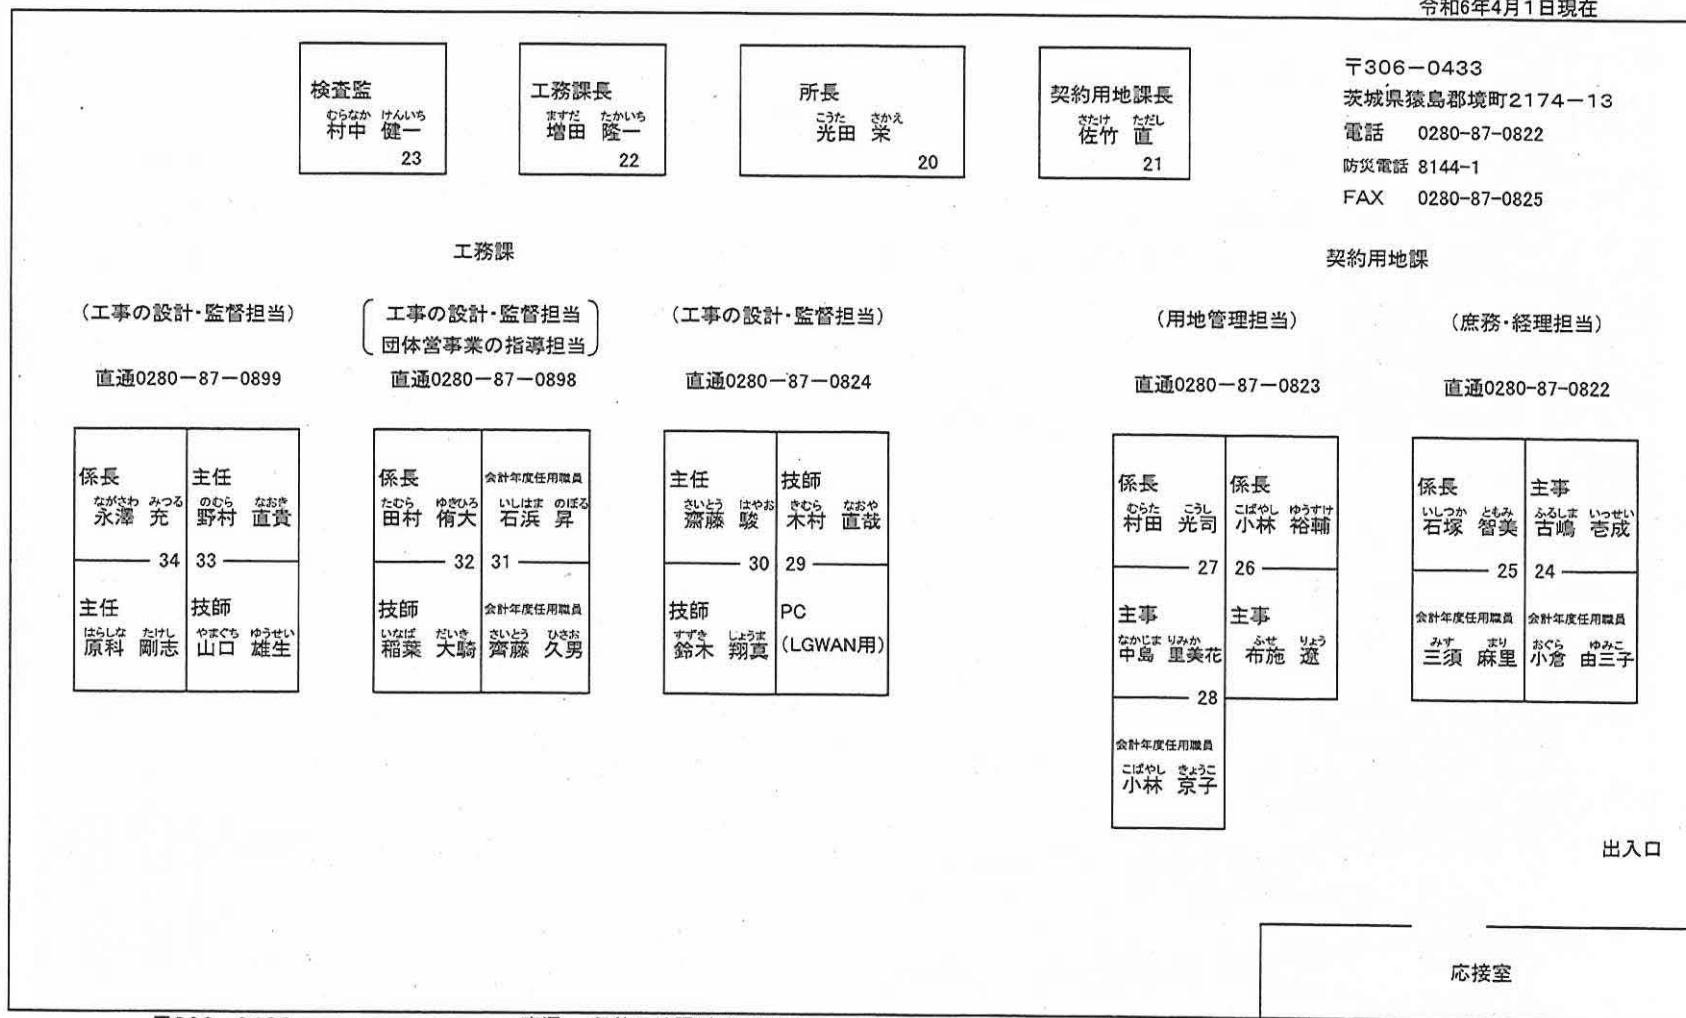 令和6年4月1日現在
検査監
むらなか けんいち
村中 健一
23
工務課長
ますだ たかいち
増田 隆一
22
所長
こうた さかえ
光田 栄
20
契約用地課長
さたけ ただし
佐竹 直
21
〒306-0433
茨城県猿島郡境町2174-13
電話 0280-87-0822
防災電話 8144-1
FAX 0280-87-0825
工務課
契約用地課
(工事の設計・監督担当)
直通0280-87-0899
係長
ながさわ みつる
永澤 充
34
主任
のむら なおき
野村 直貴
33
主任
はらしな たけし
原科 剛志
技師
やまぐち ゆうせい
山口 雄生
工事の設計・監督担当
団体営事業の指導担当
直通0280-87-0898
係長
たむら ゆきひろ
田村 侑大
32
会計年度任用職員
いしはま のぼる
石浜 昇
31
技師
いなば だいき
稲葉 大騎
会計年度任用職員
さいとう ひさお
齊藤 久男
(工事の設計・監督担当)
直通0280-87-0824
主任
さいとう はやお
齋藤 駿
30
技師
きむら なおや
木村 直哉
29
技師
すずき しょうま
鈴木 翔真
PC
(LGWAN用)
(用地管理担当)
直通0280-87-0823
係長
むらた こうし
村田 光司
27
係長
こばやし ゆうすけ
小林 裕輔
26
主事
なかじま りみか
中島 里美花
28
主事
ふせ りょう
布施 遼
会計年度任用職員
こばやし きょうこ
小林 京子
(庶務・経理担当)
直通0280-87-0822
係長
いしつか ともみ
石塚 智美
25
主事
ふるしま いっせい
古嶋 壱成
24
会計年度任用職員
みす まり
三須 麻里
会計年度任用職員
おぐら ゆみこ
小倉 由三子
出入口
応接室